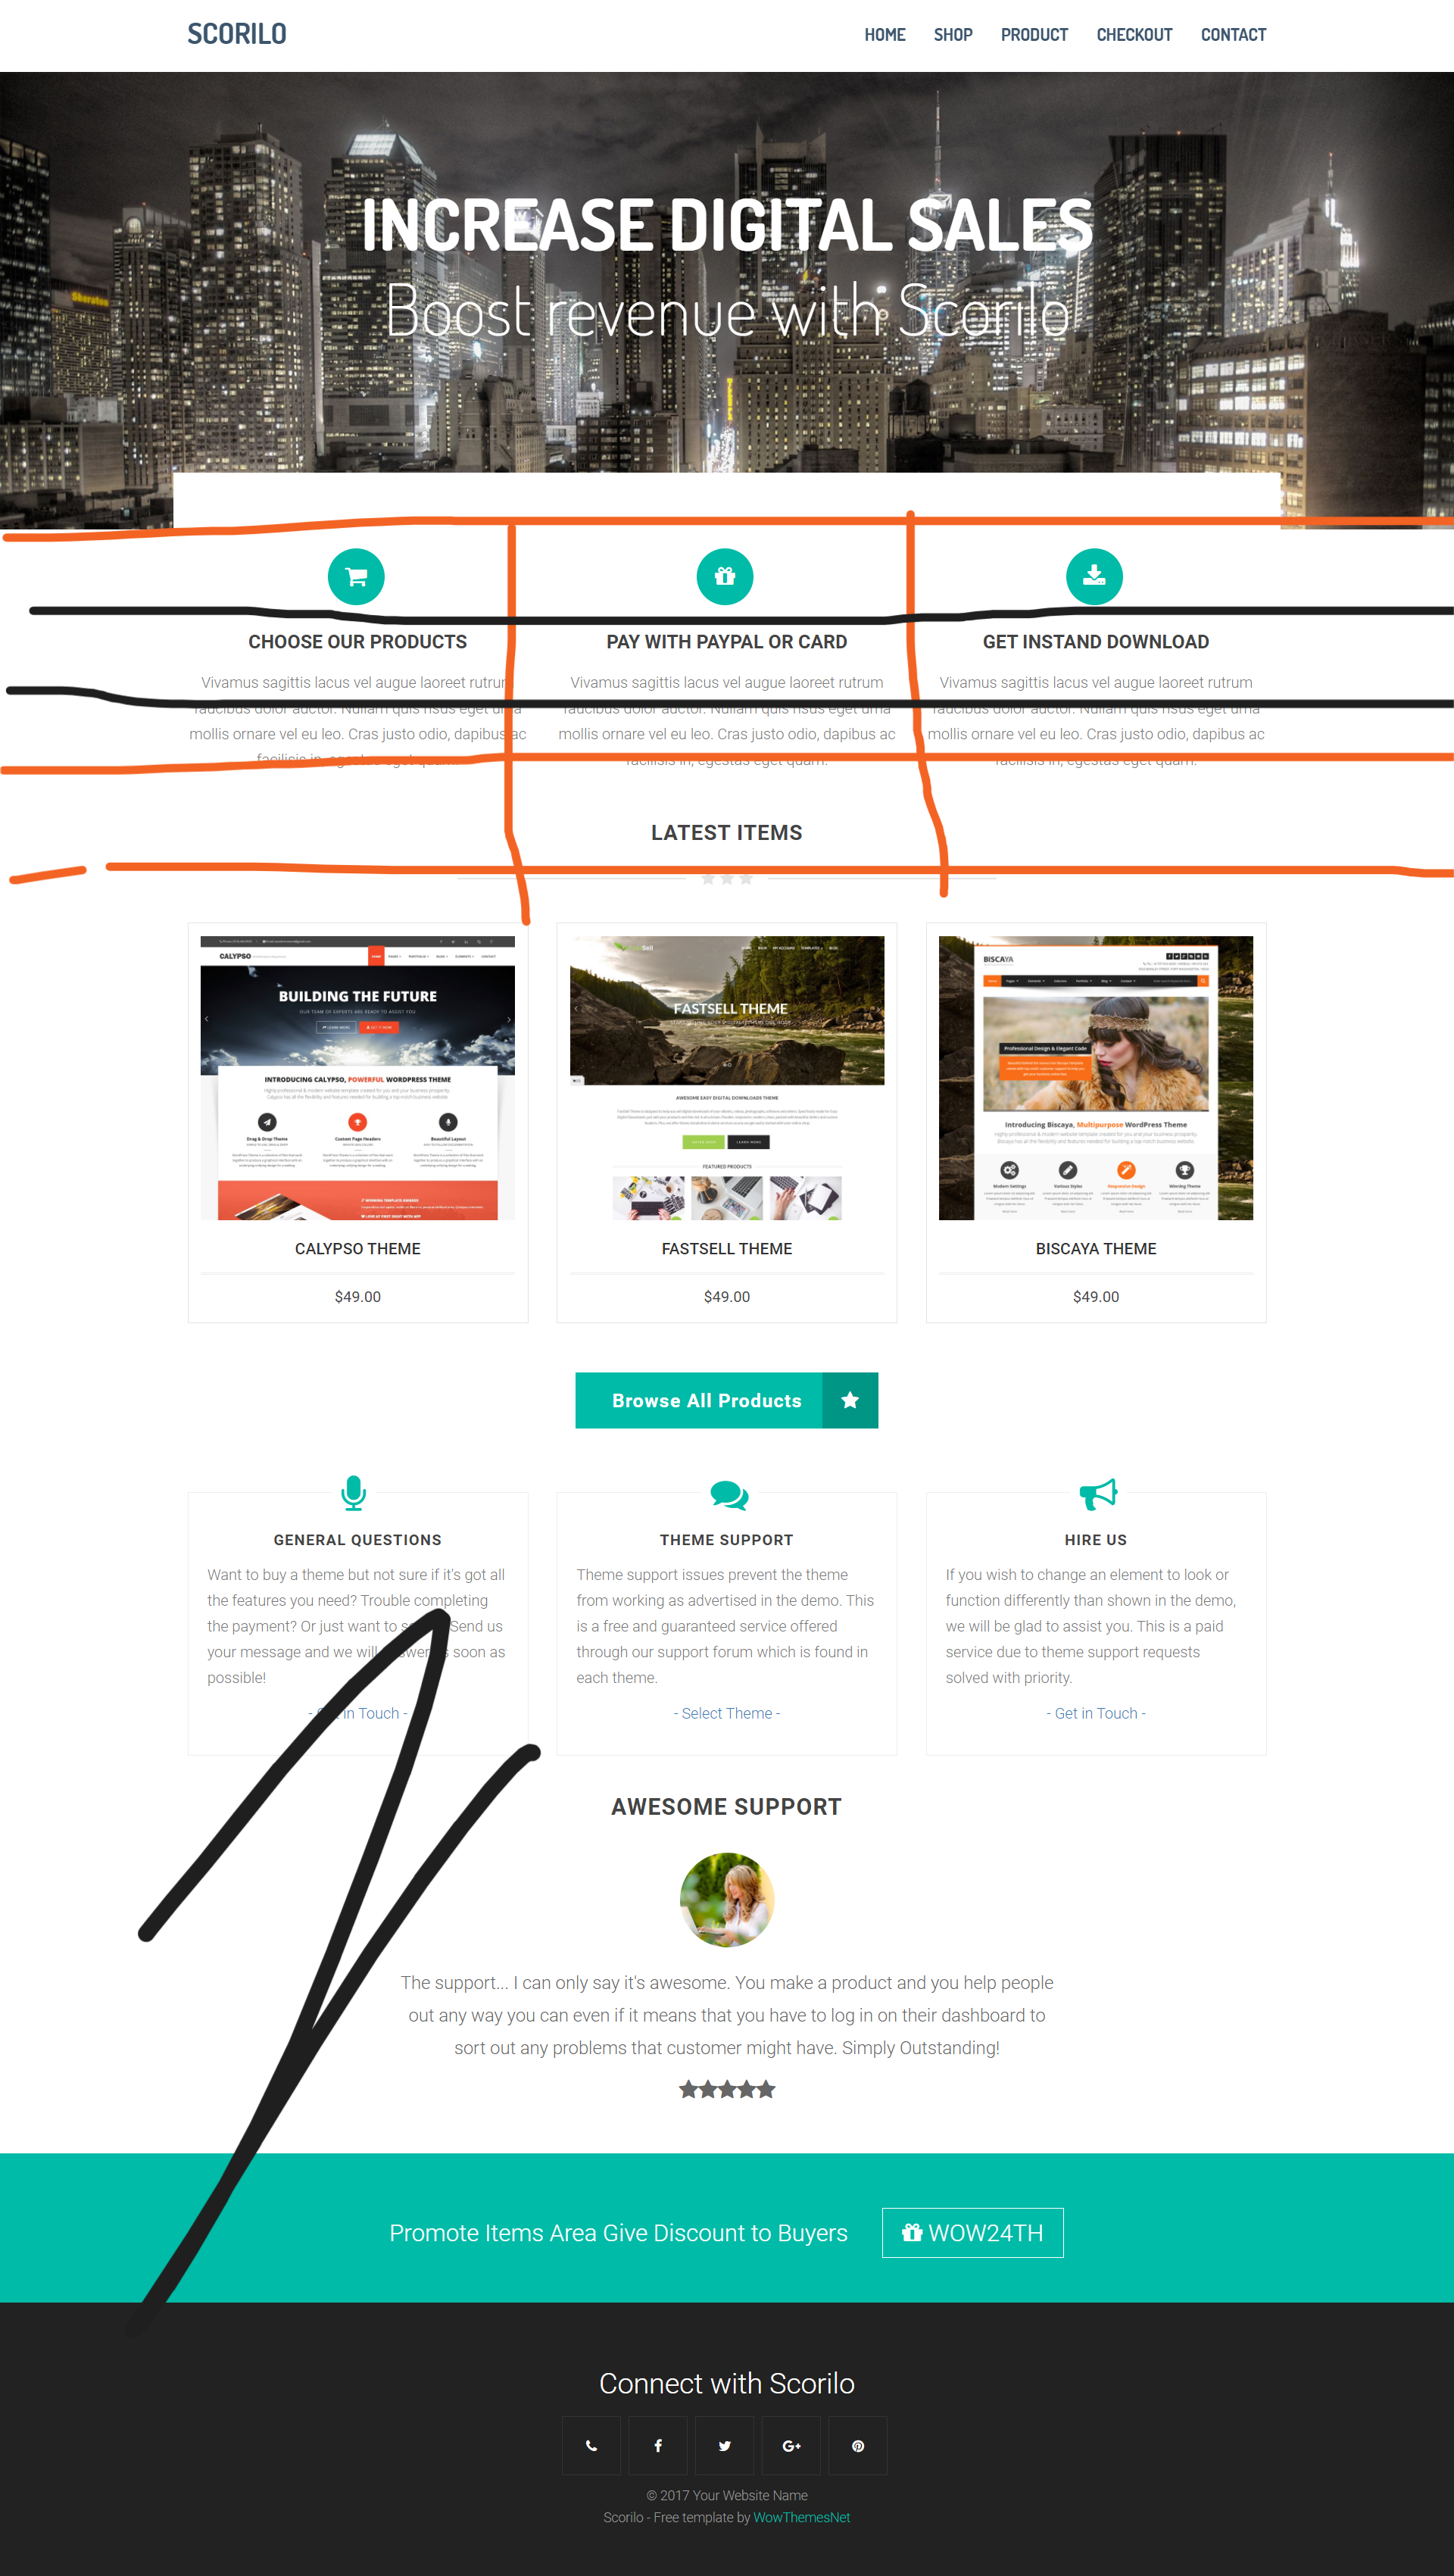 SCORILO
HOME SHOP PRODUCT CHECKOUT CONTACT
Sheraton
INCREASE DIGITAL SALES
Boost revenue with Scorilo
CHOOSE OUR PRODUCTS
Vivamus sagittis lacus vel augue laoreet rutrum
faucibus dolor auctor. Nullam quis risus eget urna
mollis ornare vel eu leo. Cras justo odio, dapibus ac
facilisis in, egestas eget quam.
PAY WITH PAYPAL OR CARD
Vivamus sagittis lacus vel augue laoreet rutrum
faucibus dolor auctor. Nullam quis risus eget urna
mollis ornare vel eu leo. Cras justo odio, dapibus ac
facilisis in, egestas eget quam.
GET INSTAND DOWNLOAD
Vivamus sagittis lacus vel augue laoreet rutrum
faucibus dolor auctor. Nullam quis risus eget urna
mollis ornare vel eu leo. Cras justo odio, dapibus ac
facilisis in, egestas eget quam.
LATEST ITEMS
CALYPSO
BUILDING THE FUTURE
OUR TEAM OF EXPERTS ARE READY TO ASSIST YOU
INTRODUCING CALYPSO, POWERFUL WORDPRESS THEME
Drag & Drop Theme
Custom Page Headers
Beautiful Layout
CALYPSO THEME
$49.00
FASTSELL THEME
AWESOME EASY DIGITAL DOWNLOADS THEME
FEATURED PRODUCTS
FASTSELL THEME
$49.00
BISCAYA
Professional Design & Elegant Code
Introducing Biscaya, Multipurpose WordPress Theme
Modern Settings
Various Styles
Responsive Design
Winning Theme
BISCAYA THEME
$49.00
Browse All Products
GENERAL QUESTIONS
Want to buy a theme but not sure if it's got all
the features you need? Trouble completing
the payment? Or just want to Send us
your message and we will soon as
possible!
- in Touch -
THEME SUPPORT
Theme support issues prevent the theme
from working as advertised in the demo. This
is a free and guaranteed service offered
through our support forum which is found in
each theme.
- Select Theme -
HIRE US
If you wish to change an element to look or
function differently than shown in the demo,
we will be glad to assist you. This is a paid
service due to theme support requests
solved with priority.
- Get in Touch -
AWESOME SUPPORT
The support... I can only say it's awesome. You make a product and you help people
out any way you can even if it means that you have to log in on their dashboard to
sort out any problems that customer might have. Simply Outstanding!
Promote Items Area Give Discount to Buyers
WOW24TH
Connect with Scorilo
© 2017 Your Website Name
Scorilo - Free template by WowThemesNet